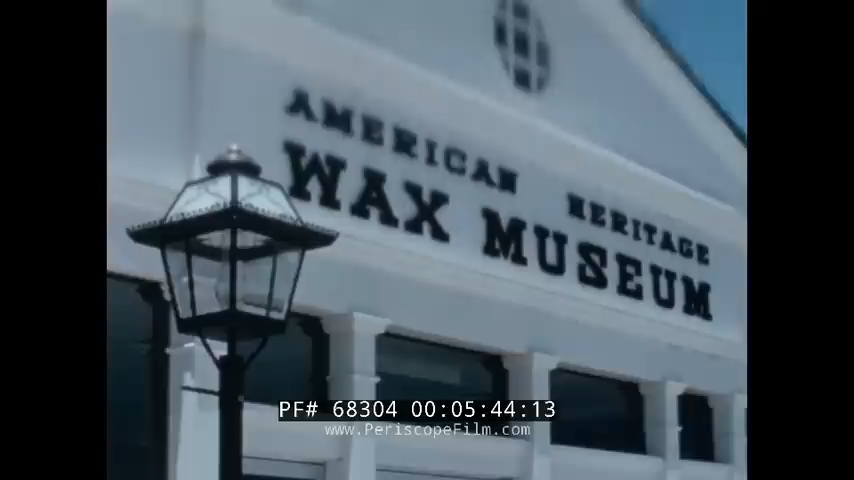 AMERICAN HERITAGE
WAX MUSEUM
PF# 68304 00:05:44:13
www.PeriscopeFilm.com